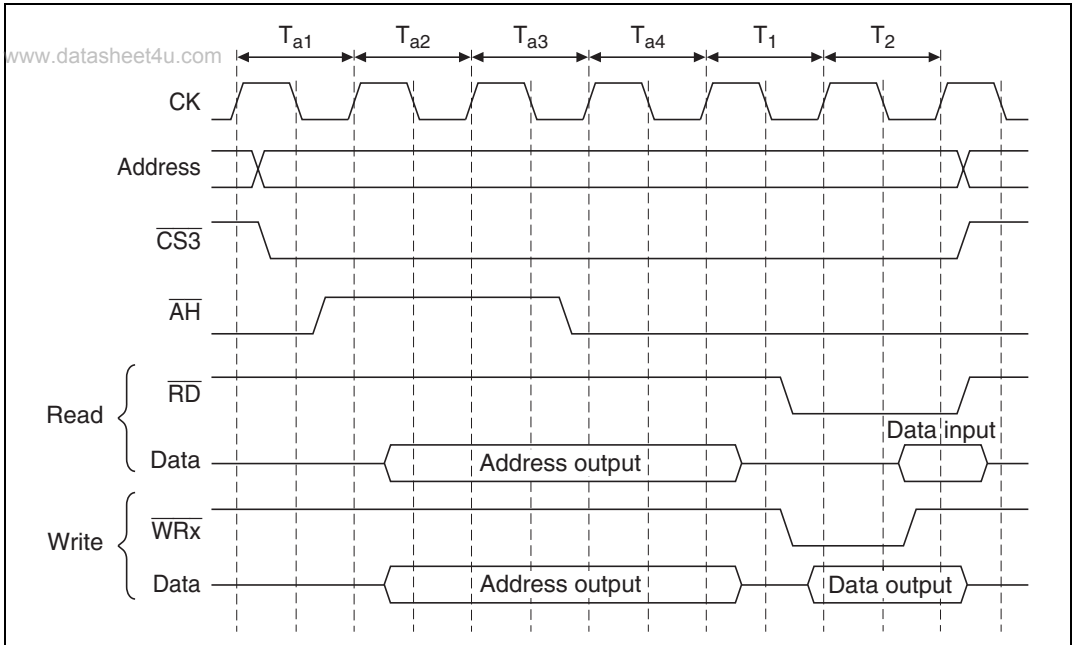 www.datasheet4u.com
Ta1 Ta2 Ta3 Ta4 T1 T2
CK
Address
CS3
AH
Read
RD
Data input
Data Address output
Write
WRx
Data Address output Data output